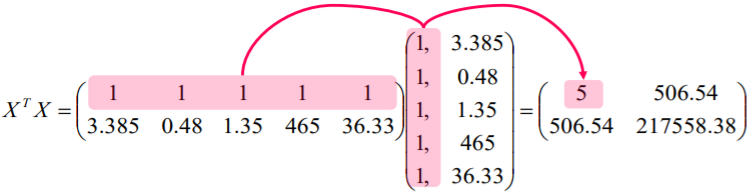 1, 3.385
1, 0.48
X^T X = ( 1 1 1 1 1
3.385 0.48 1.35 465 36.33 ) 1, 1.35 = ( 5 506.54
506.54 217558.38 )
1, 465
1, 36.33